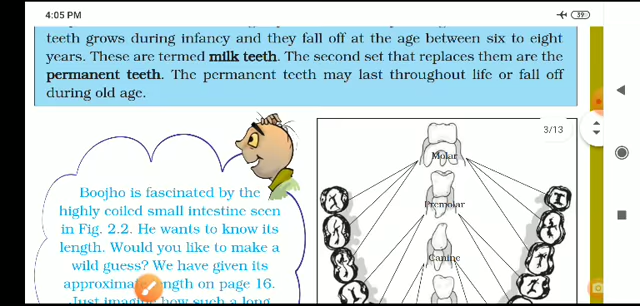 4:05 PM
39
teeth grows during infancy and they fall off at the age between six to eight
years. These are termed milk teeth. The second set that replaces them are the
permanent teeth. The permanent teeth may last throughout life or fall off
during old age.
3/13
Molar
Premolar
Canine
Boojho is fascinated by the
highly coiled small intestine seen
in Fig. 2.2. He wants to know its
length. Would you like to make a
wild guess? We have given its
on page 16.
how such a long